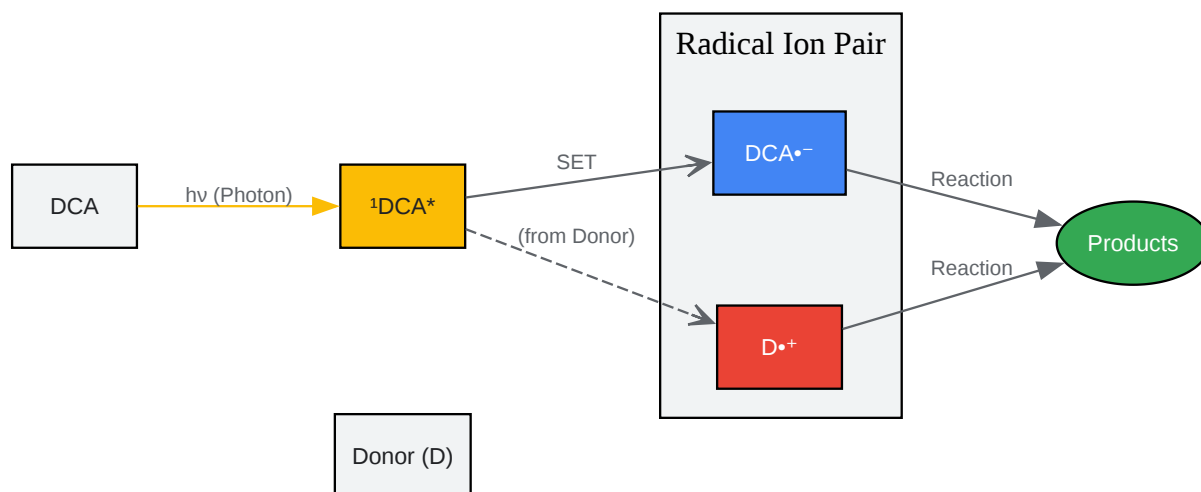 Radical Ion Pair
DCA
hν (Photon)
¹DCA*
SET
(from Donor)
DCA•⁻
D•⁺
Reaction
Reaction
Products
Donor (D)